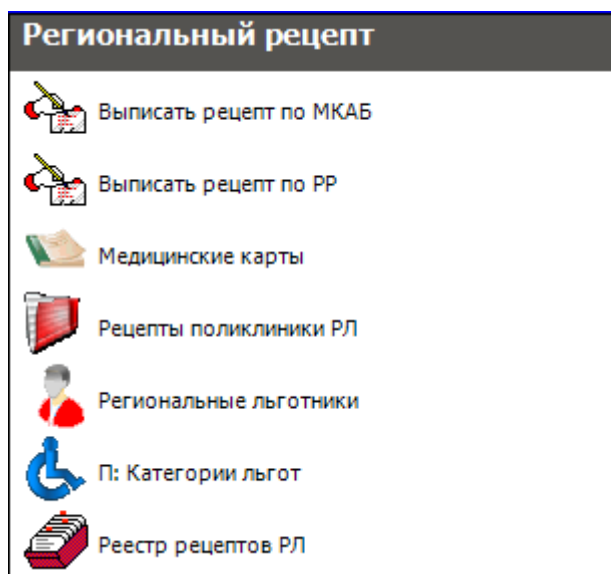 Региональный рецепт
Выписать рецепт по МКАБ
Выписать рецепт по РР
Медицинские карты
Рецепты поликлиники РЛ
Региональные льготники
П: Категории льгот
Реестр рецептов РЛ